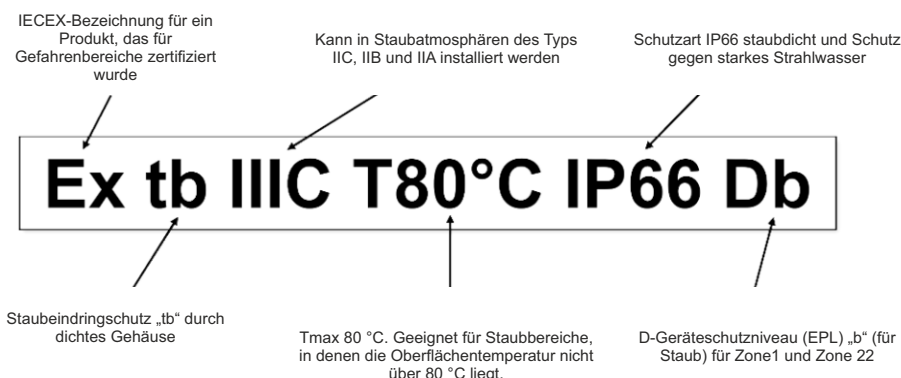 IECEX-Bezeichnung für ein
Produkt, das für
Gefahrenbereiche zertifiziert
wurde
Kann in Staubatmosphären des Typs
IIC, IIB und IIA installiert werden
Schutzart IP66 staubdicht und Schutz
gegen starkes Strahlwasser
Ex tb IIIC T80°C IP66 Db
Staubeindringschutz „tb“ durch
dichtes Gehäuse
Tmax 80 °C. Geeignet für Staubbereiche,
in denen die Oberflächentemperatur nicht
über 80 °C liegt.
D-Geräteschutzniveau (EPL) „b“ (für
Staub) für Zone1 und Zone 22